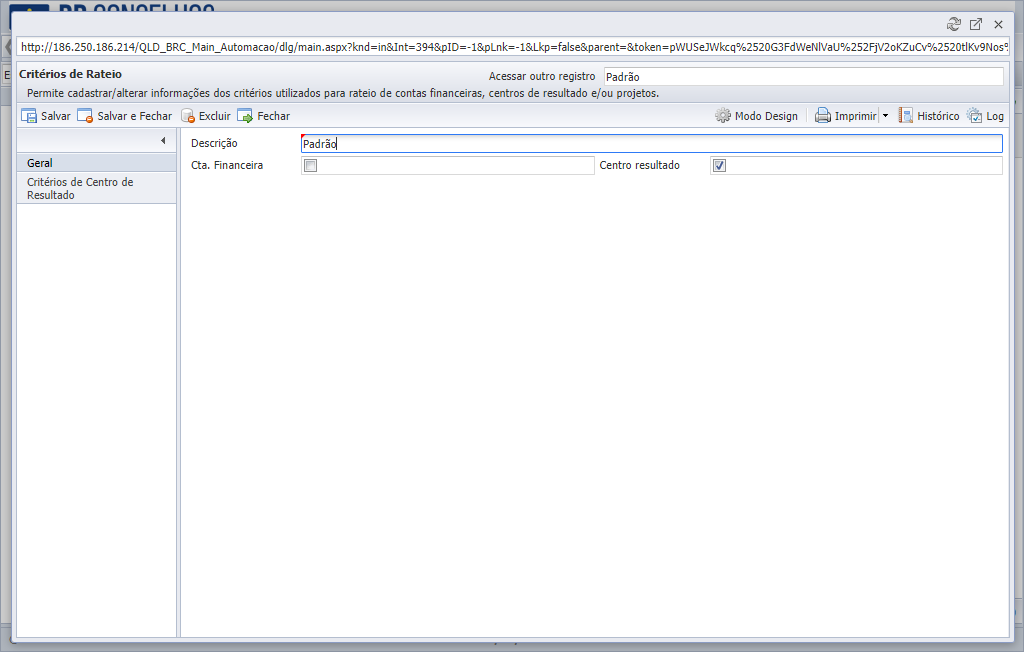 BR CONSELHOS
http://186.250.186.214/QLD_BRC_Main_Automacao/dlg/main.aspx?knd=in&Int=394&pID=-1&pLnk=-1&Lkp=false&parent=&token=pWUSeJWkcq%2520G3FdWeNlVaU%252FjV2oKZuCv%2520tlKv9Nos%
Critérios de Rateio
Acessar outro registro Padrão
Permite cadastrar/alterar informações dos critérios utilizados para rateio de contas financeiras, centros de resultado e/ou projetos.
Salvar Salvar e Fechar Excluir Fechar Modo Design Imprimir Histórico Log
Geral
Critérios de Centro de
Resultado
Descrição Padrão
Cta. Financeira Centro resultado